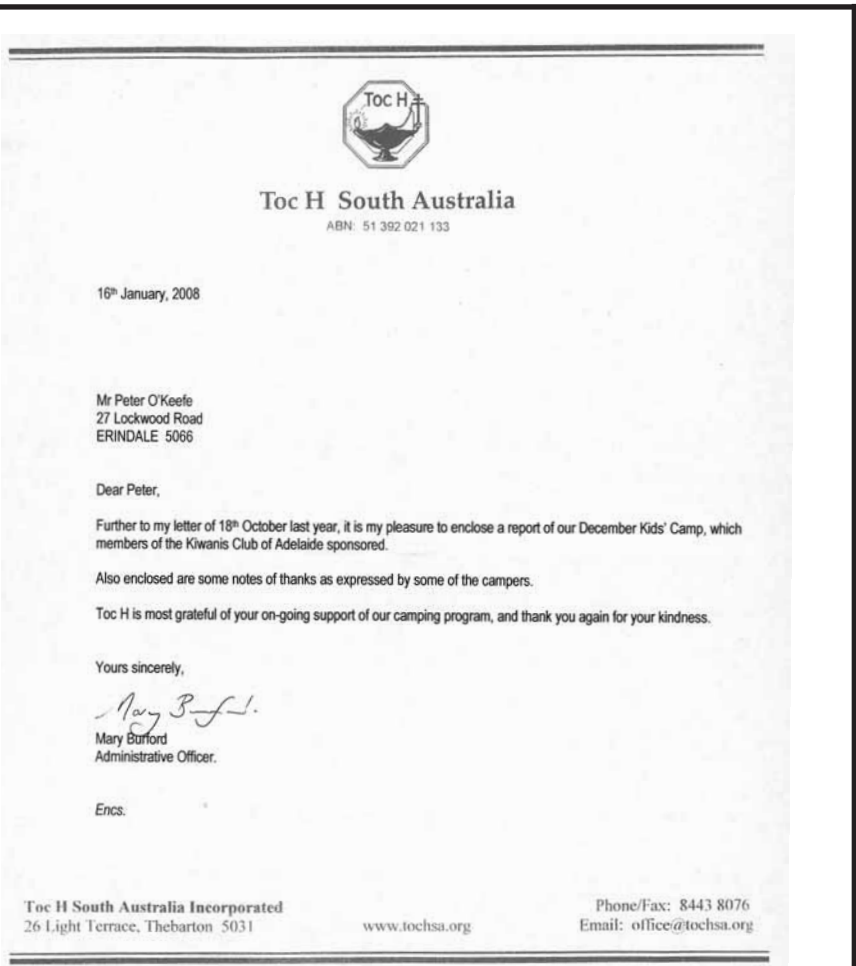 Toc H
Toc H South Australia
ABN: 51 392 021 133
16th January, 2008
Mr Peter O'Keefe
27 Lockwood Road
ERINDALE 5066
Dear Peter,
Further to my letter of 18th October last year, it is my pleasure to enclose a report of our December Kids' Camp, which
members of the Kiwanis Club of Adelaide sponsored.
Also enclosed are some notes of thanks as expressed by some of the campers.
Toc H is most grateful of your on-going support of our camping program, and thank you again for your kindness.
Yours sincerely,
Mary Burford
Mary Burford
Administrative Officer.
Encs.
Toc H South Australia Incorporated
26 Light Terrace, Thebarton 5031
www.tochsa.org
Phone/Fax: 8443 8076
Email: office@tochsa.org